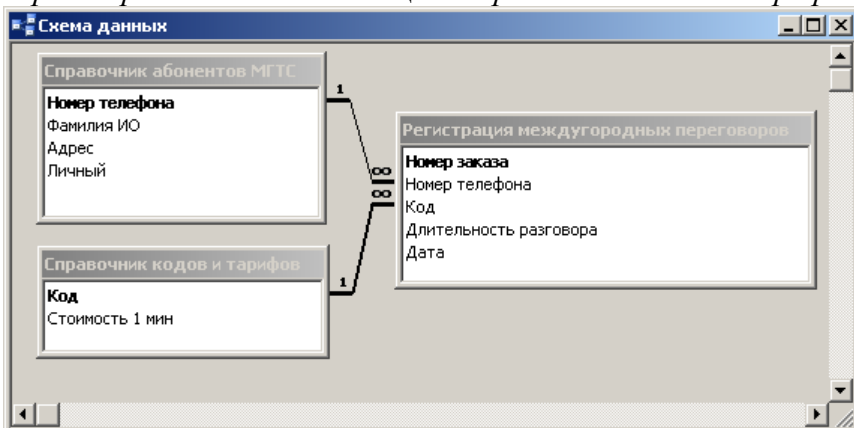 Схема данных
Справочник абонентов МГТС
Номер телефона
Фамилия ИО
Адрес
Личный
1
∞
∞
1
Регистрация междугородных переговоров
Номер заказа
Номер телефона
Код
Длительность разговора
Дата
Справочник кодов и тарифов
Код
Стоимость 1 мин